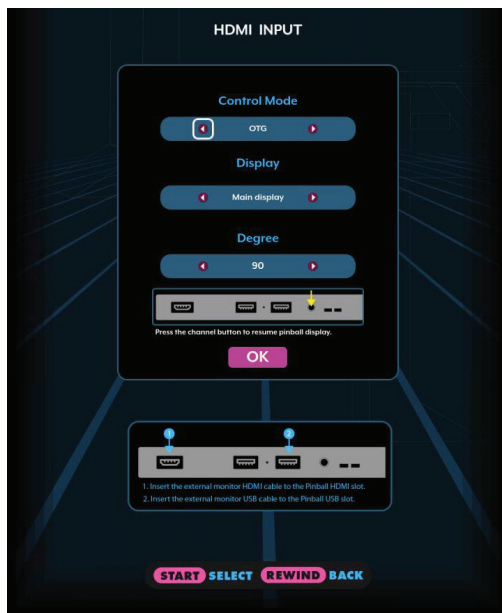 HDMI INPUT
Control Mode
OTG
Display
Main display
Degree
90
Press the channel button to resume pinball display.
OK
1
2
1. Insert the external monitor HDMI cable to the Pinball HDMI slot.
2. Insert the external monitor USB cable to the Pinball USB slot.
START SELECT REWIND BACK